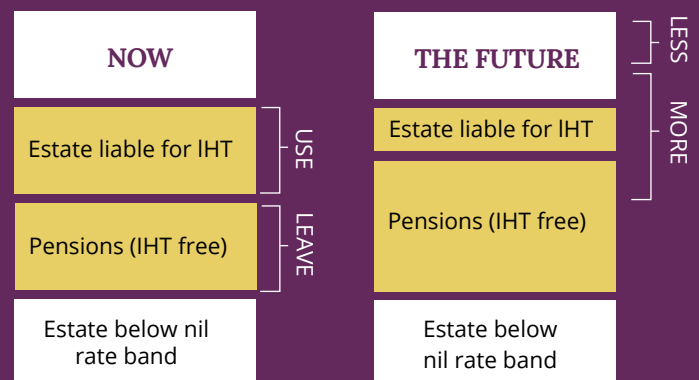 NOW
Estate liable for IHT
USE
Pensions (IHT free)
LEAVE
Estate below nil
rate band
THE FUTURE
LESS
Estate liable for IHT
MORE
Pensions (IHT free)
Estate below
nil rate band